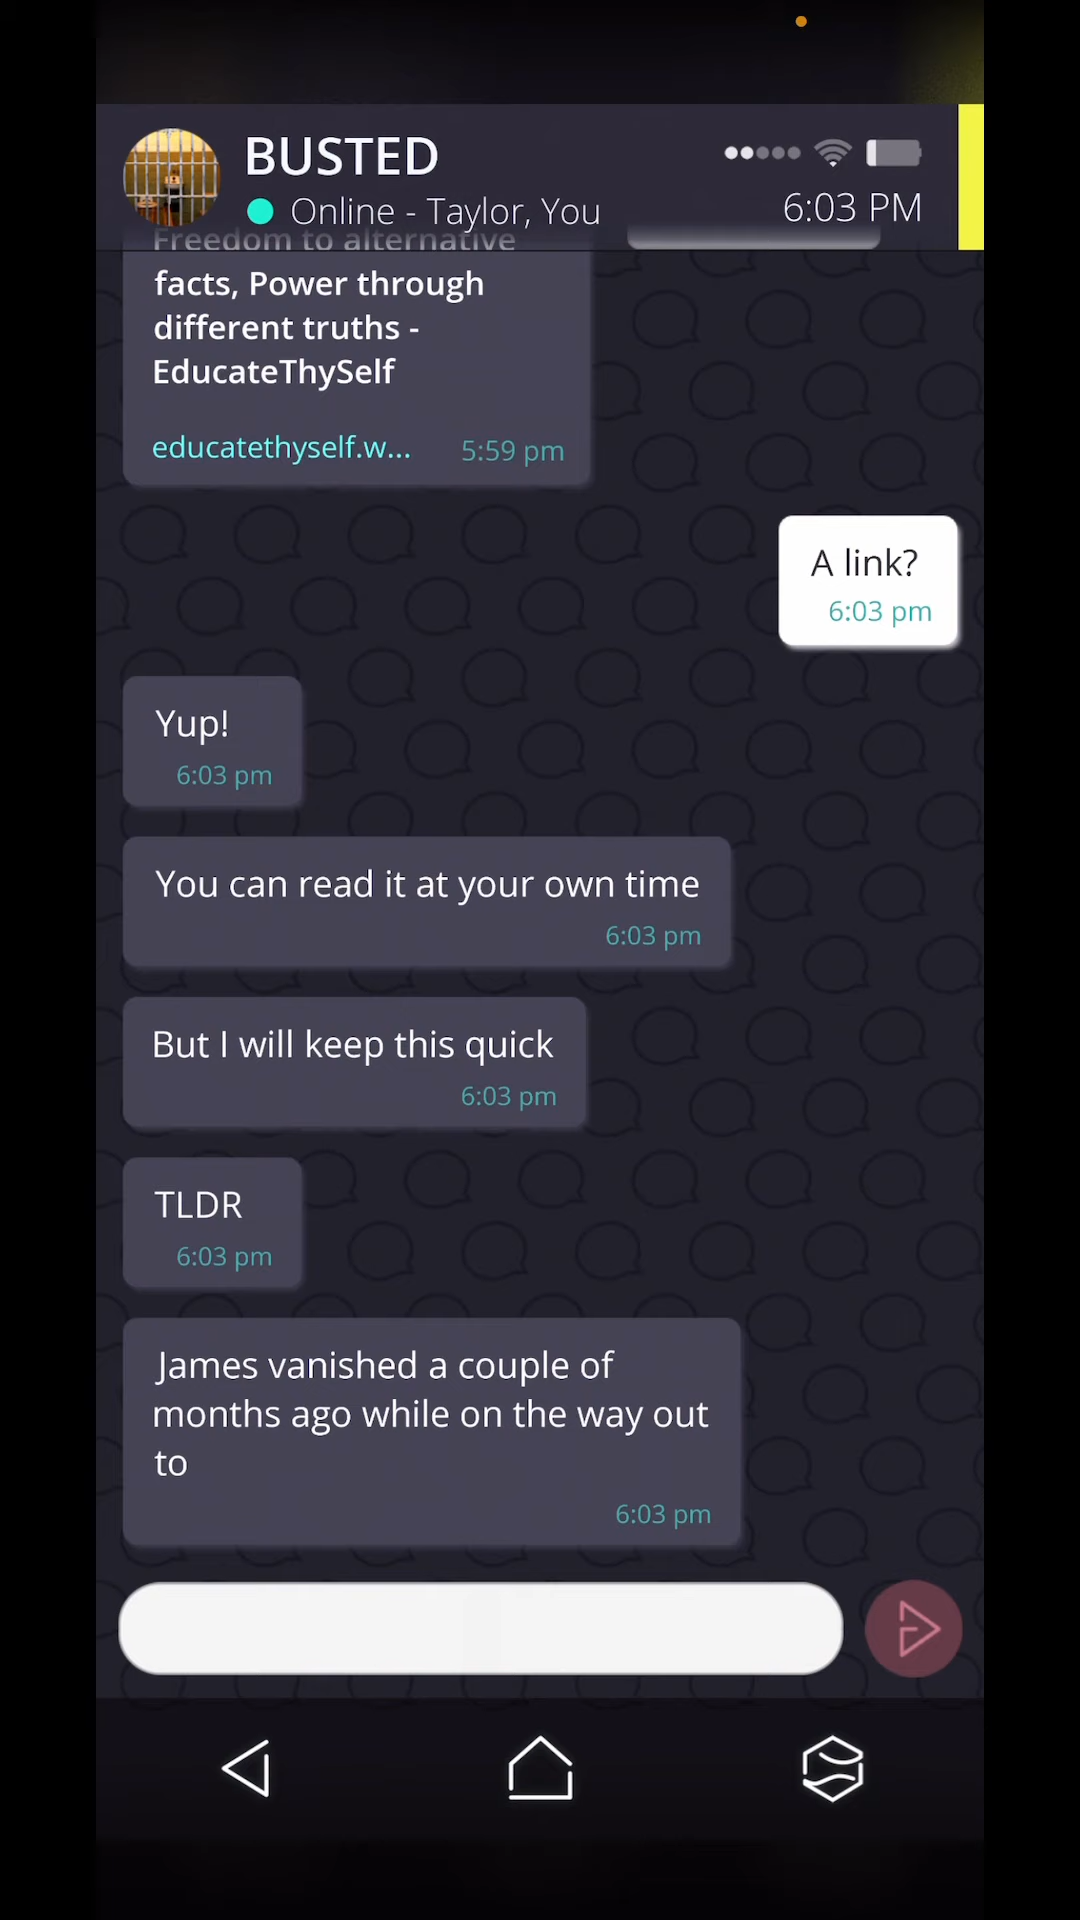 BUSTED
Online - Taylor, You
6:03 PM
Freedom to alternative
facts, Power through
different truths -
EducateThySelf
educatethyself.w... 5:59 pm
A link?
6:03 pm
Yup!
6:03 pm
You can read it at your own time
6:03 pm
But I will keep this quick
6:03 pm
TLDR
6:03 pm
James vanished a couple of
months ago while on the way out
to
6:03 pm